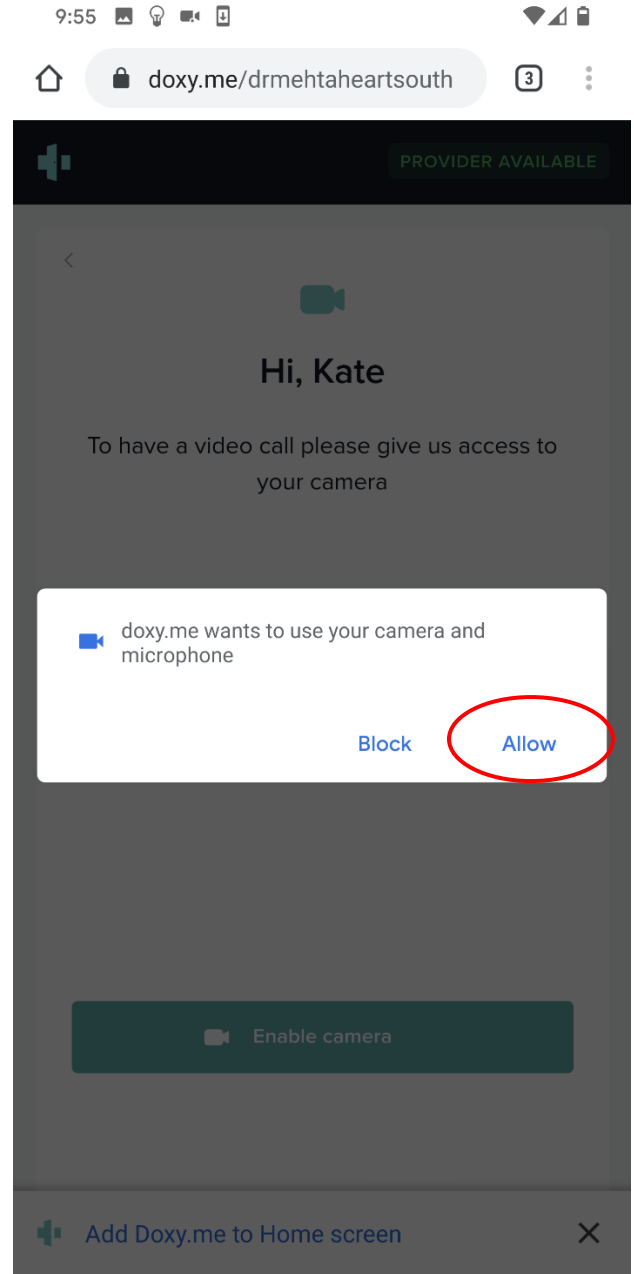 9:55
doxy.me/drmehtaheartsouth
3
PROVIDER AVAILABLE
Hi, Kate
To have a video call please give us access to
your camera
doxy.me wants to use your camera and
microphone
Block
Allow
Enable camera
Add Doxy.me to Home screen